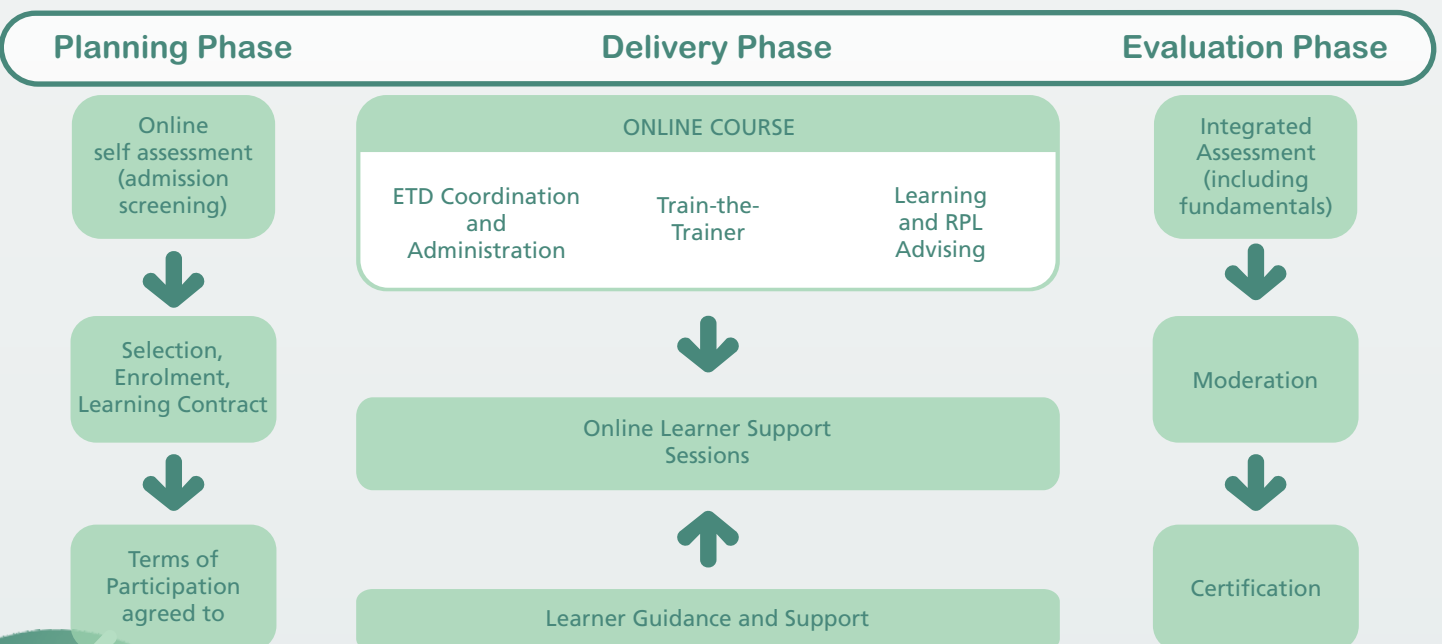 Planning Phase
Delivery Phase
Evaluation Phase
Online
self assessment
(admission
screening)
Selection,
Enrolment,
Learning Contract
Terms of
Participation
agreed to
ONLINE COURSE
ETD Coordination
and
Administration
Train-the-
Trainer
Learning
and RPL
Advising
Online Learner Support
Sessions
Learner Guidance and Support
Integrated
Assessment
(including
fundamentals)
Moderation
Certification